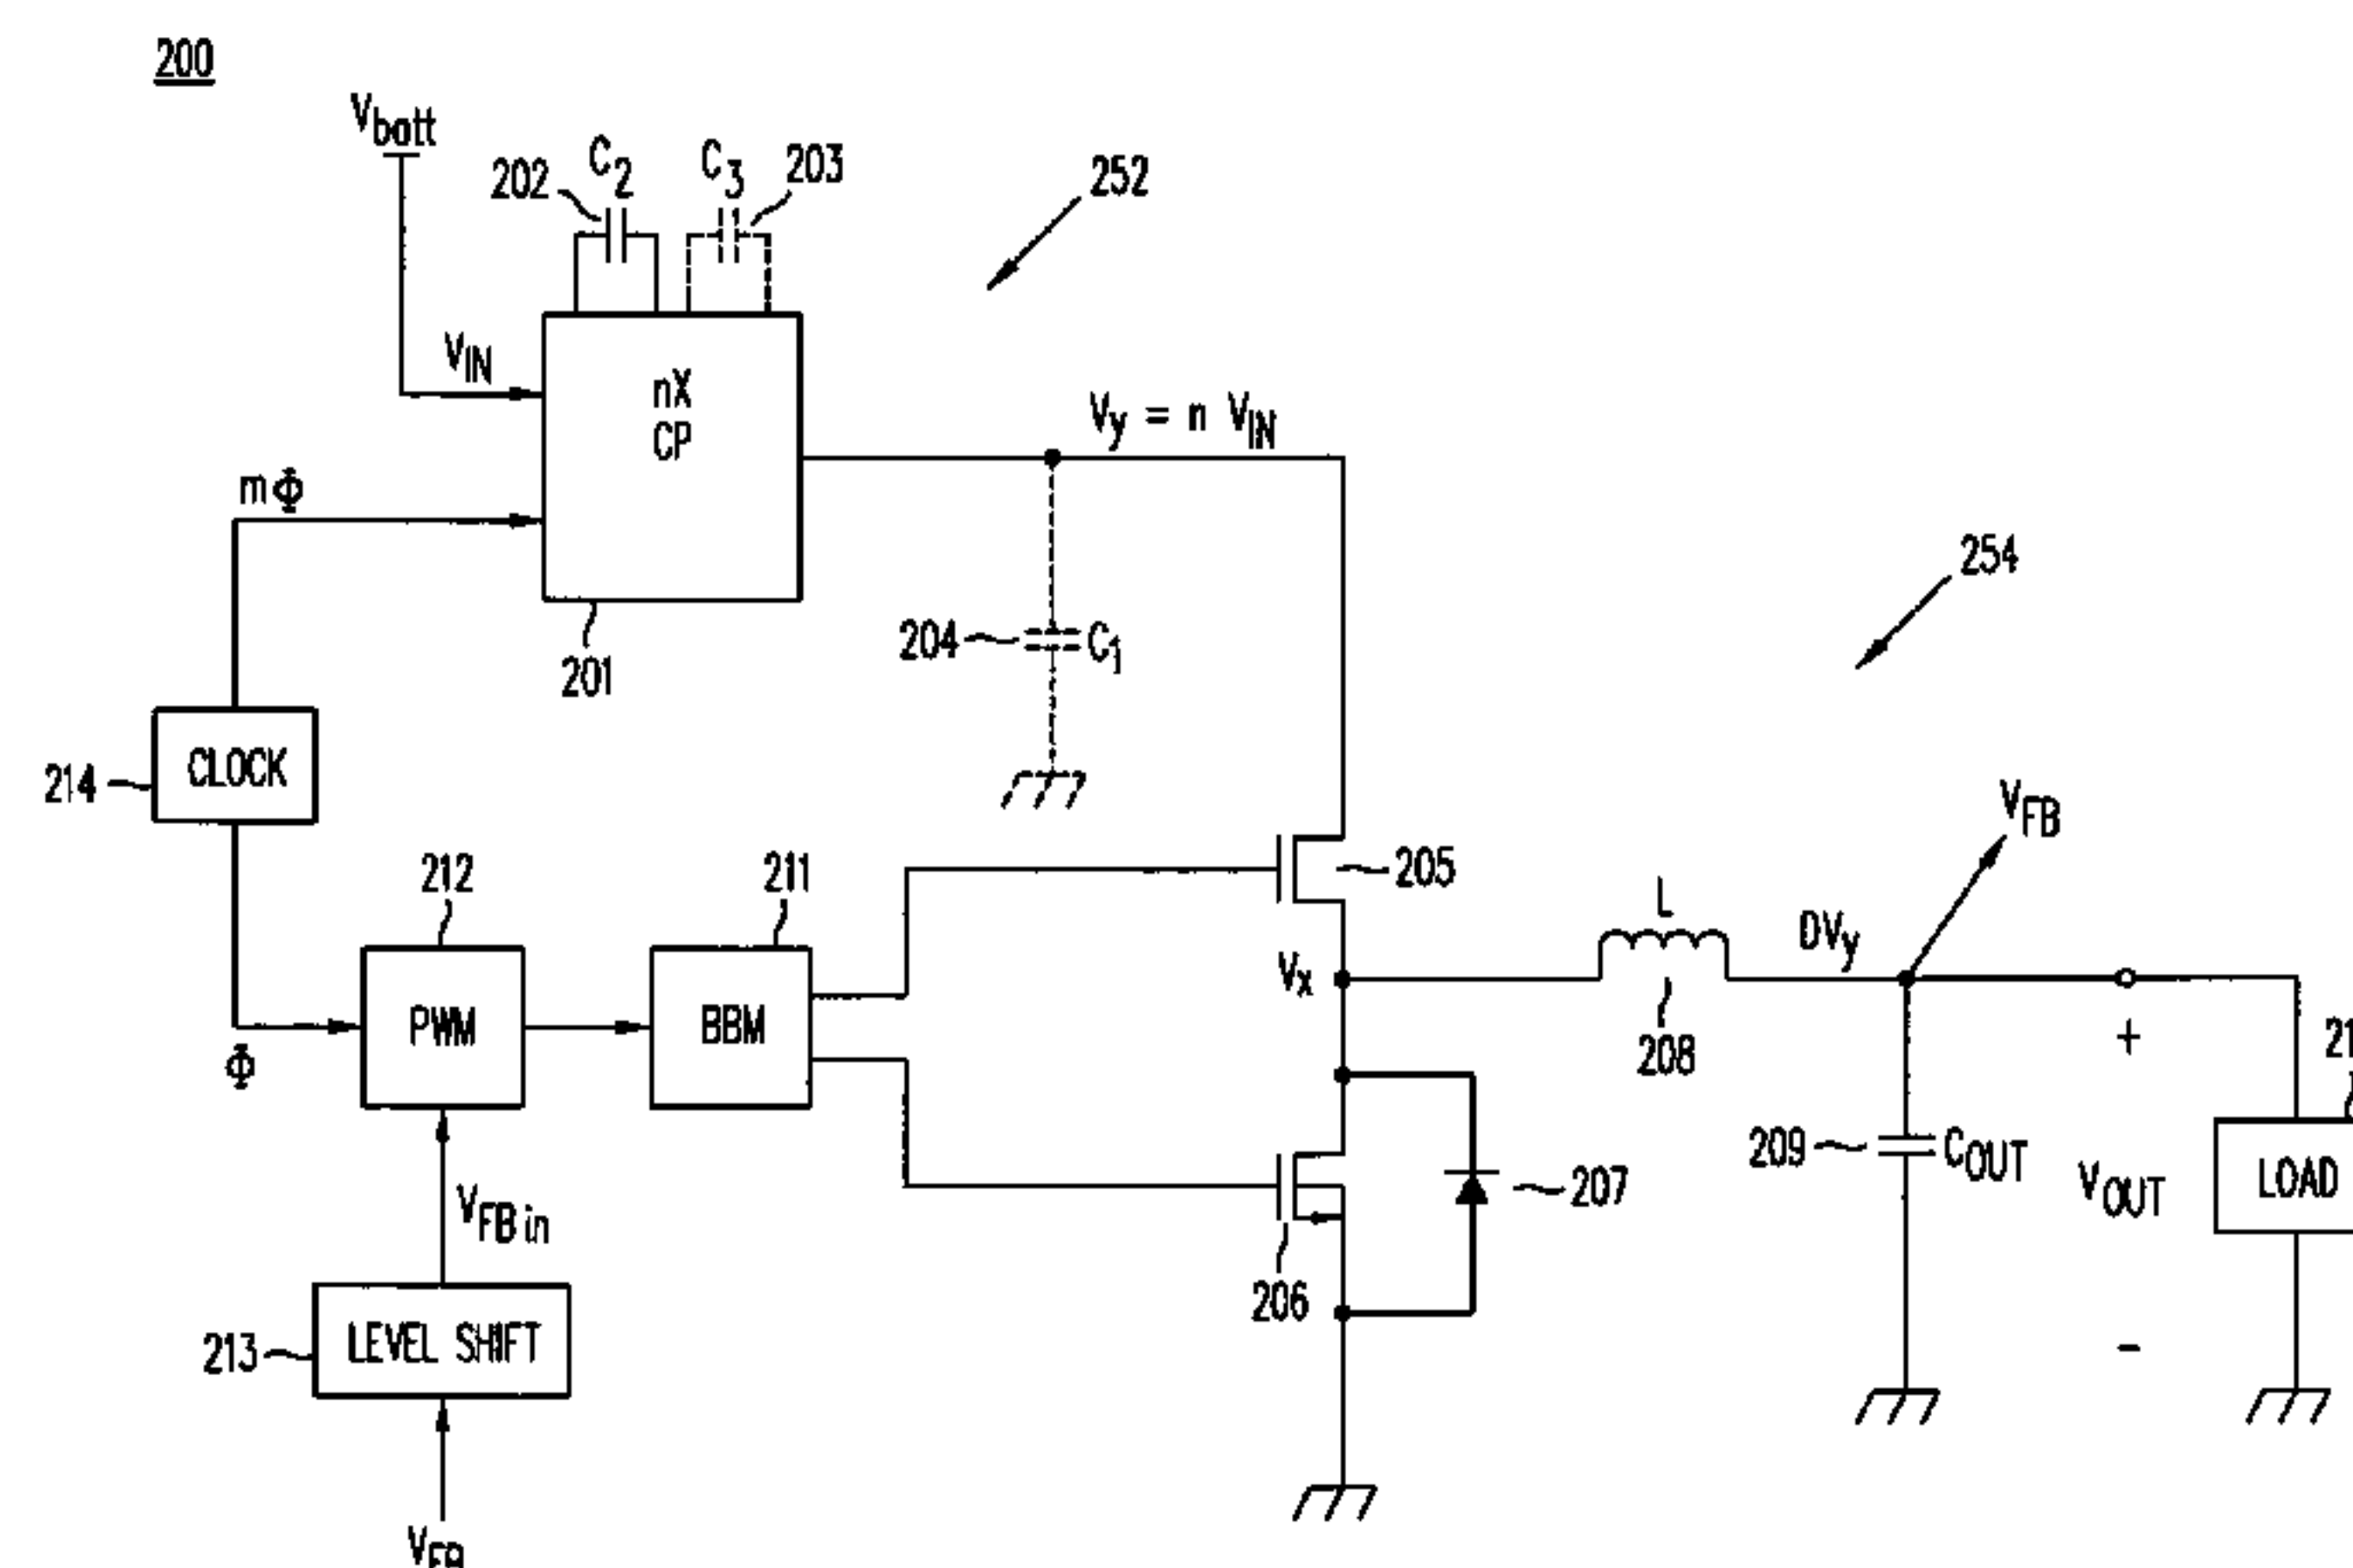 200
Vbatt
202
C2
C3
203
252
VIN
nX
CP
Vy = n VIN
mΦ
254
204
C1
201
CLOCK
214
VFB
212
211
205
L
DVy
Vx
PWM
BBM
Φ
208
+
209
COUT
VOUT
LOAD
207
VFB in
206
213
LEVEL SHIFT
-